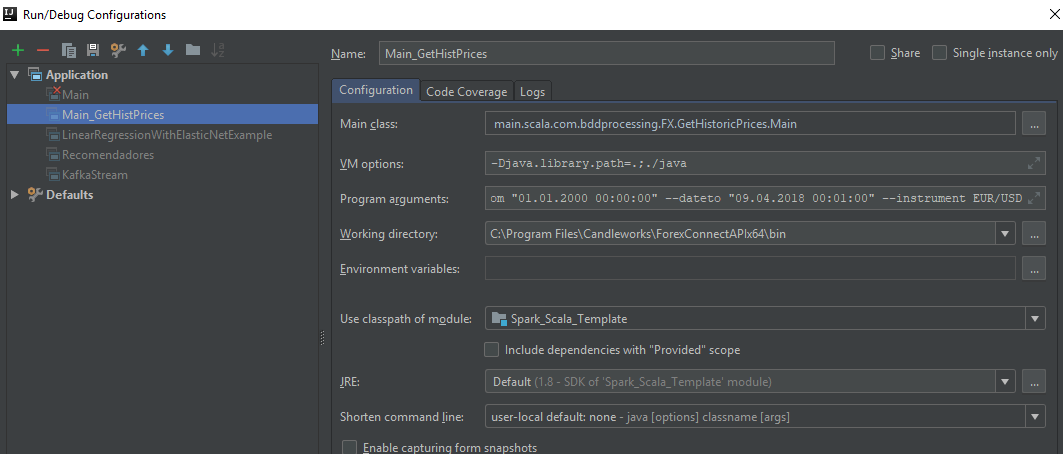 Run/Debug Configurations
Name: Main_GetHistPrices Share Single instance only
Application
Main
Main_GetHistPrices
LinearRegressionWithElasticNetExample
Recomendadores
KafkaStream
Defaults
Configuration Code Coverage Logs
Main class: main.scala.com.bddprocessing.FX.GetHistoricPrices.Main ...
VM options: -Djava.library.path=.;./java
Program arguments: om "01.01.2000 00:00:00" --dateto "09.04.2018 00:01:00" --instrument EUR/USD
Working directory: C:\Program Files\Candleworks\ForexConnectAPIx64\bin ...
Environment variables: ...
Use classpath of module: Spark_Scala_Template
Include dependencies with "Provided" scope
JRE: Default (1.8 - SDK of 'Spark_Scala_Template' module) ...
Shorten command line: user-local default: none - java [options] classname [args]
Enable capturing form snapshots